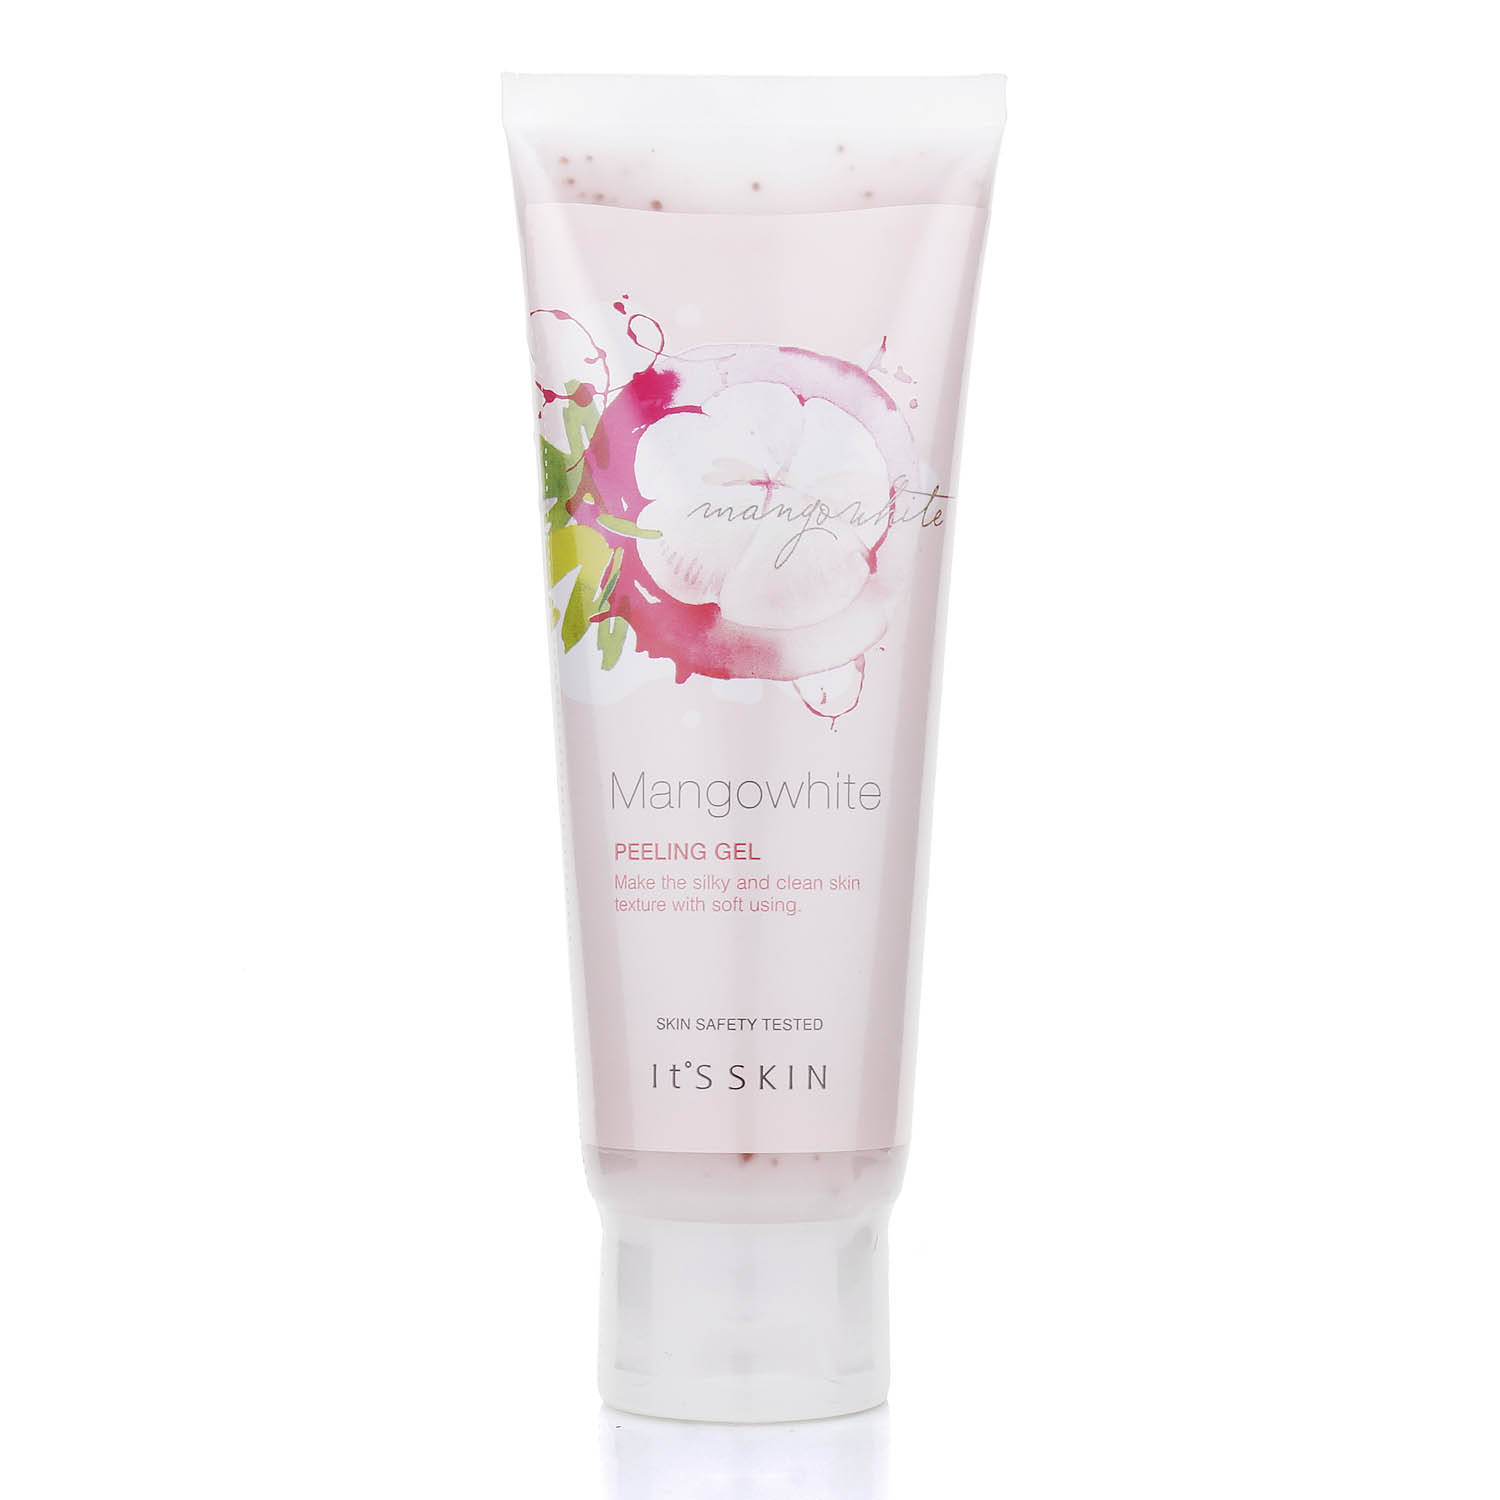 mangowhite
Mangowhite
PEELING GEL
Make the silky and clean skin
texture with soft using.
SKIN SAFETY TESTED
It°S SKIN